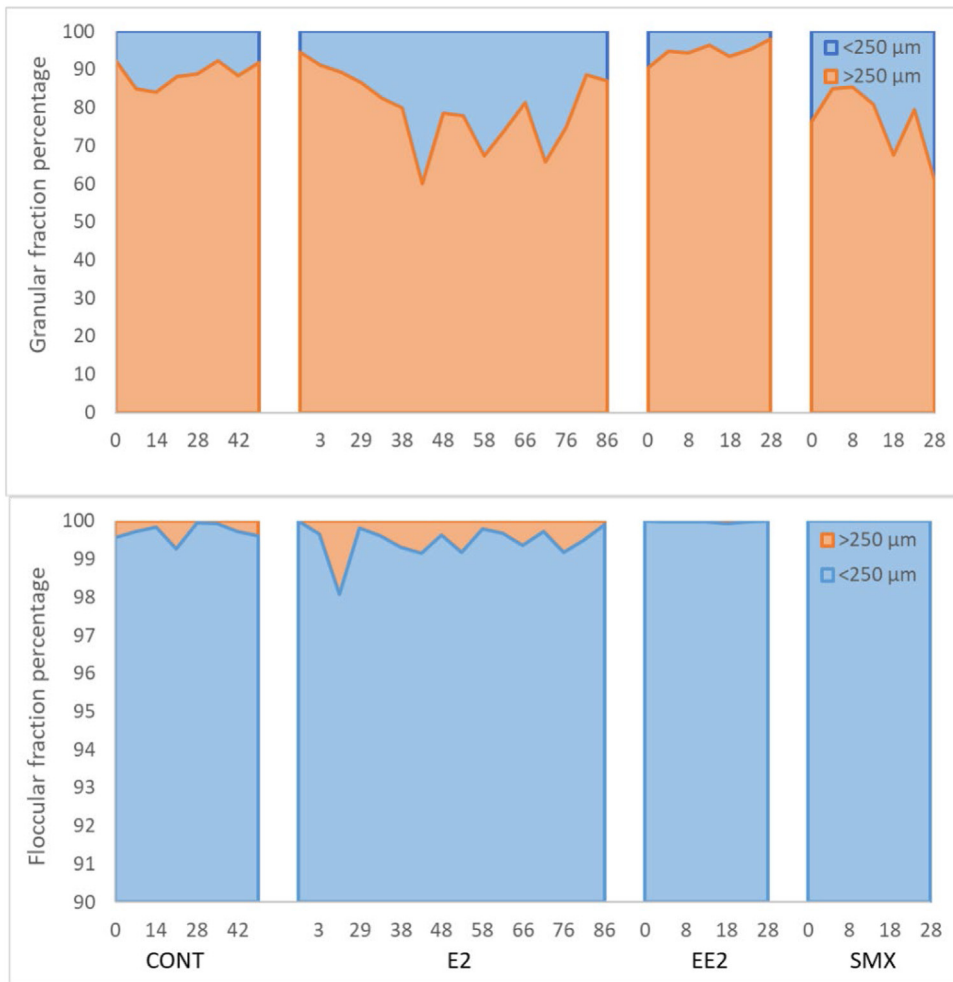 Granular fraction percentage
100
90
80
70
60
50
40
30
20
10
0
<250 µm
>250 µm
0 14 28 42 3 29 38 48 58 66 76 86 0 8 18 28 0 8 18 28
Floccular fraction percentage
100
99
98
97
96
95
94
93
92
91
90
>250 µm
<250 µm
0 14 28 42 3 29 38 48 58 66 76 86 0 8 18 28 0 8 18 28
CONT E2 EE2 SMX